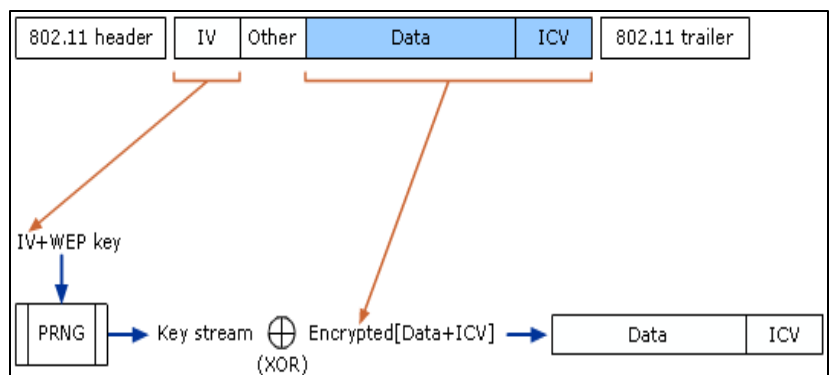 802.11 header IV Other Data ICV 802.11 trailer
IV+WEP key
PRNG Key stream Encrypted[Data+ICV] Data ICV
(XOR)